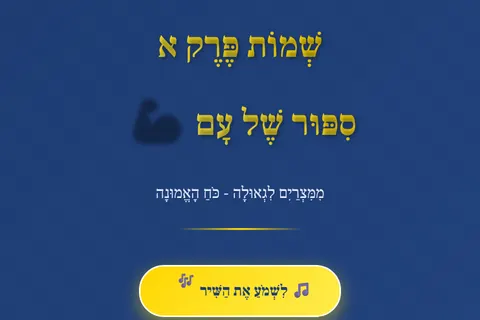 שְׁמוֹת פֶּרֶק א
סִפּוּר שֶׁל עָם
מִמִּצְרַיִם לִגְאוּלָּה - כֹּחַ הָאֱמוּנָה
לִשְׁמֹעַ אֶת הַשִּׁיר